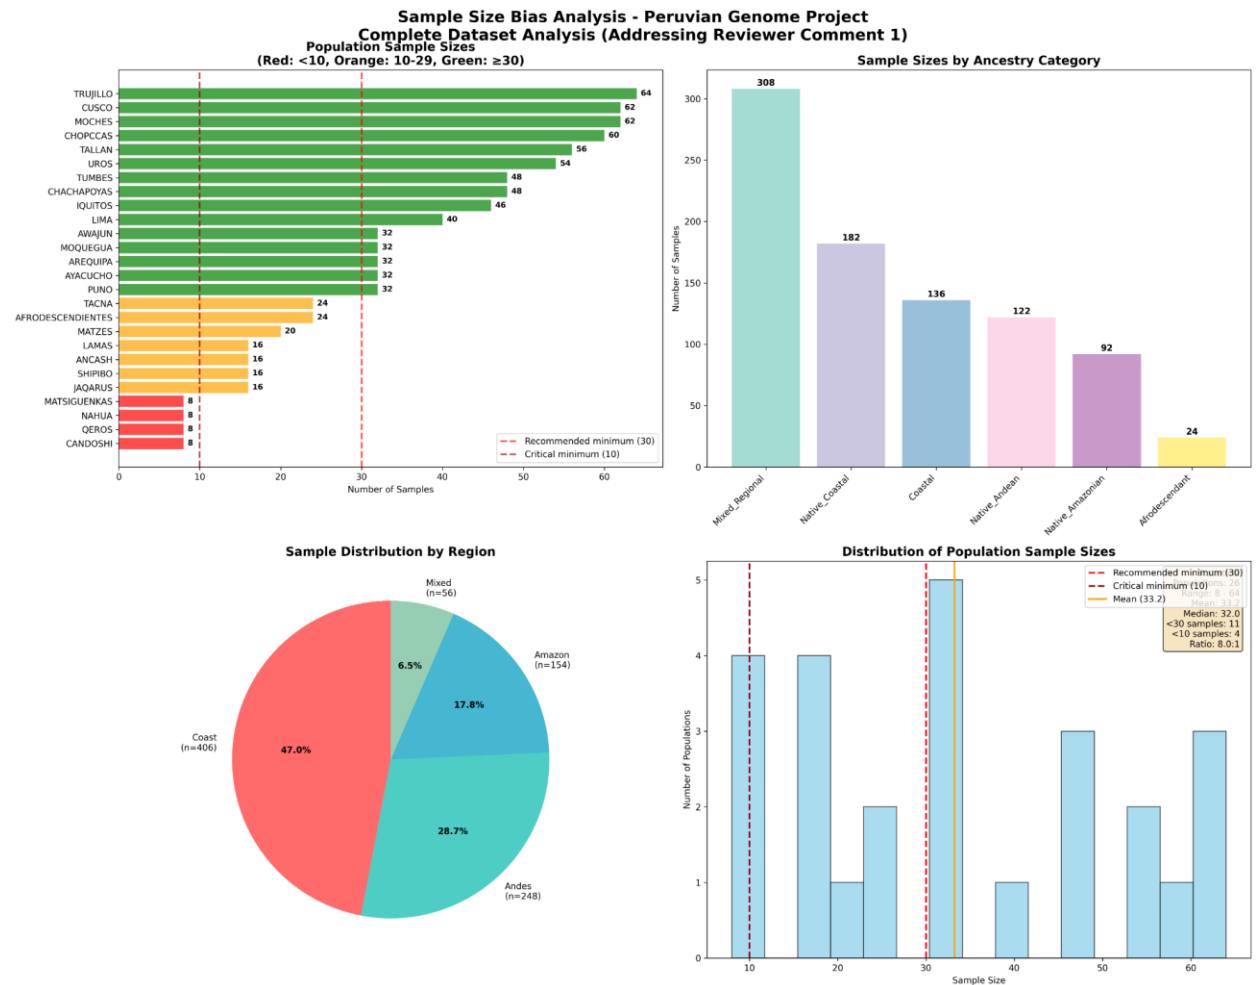 Sample Size Bias Analysis - Peruvian Genome Project
Complete Dataset Analysis (Addressing Reviewer Comment 1)
Population Sample Sizes
(Red: <10, Orange: 10-29, Green: ≥30)
TRUJILLO 64
CUSCO 62
MOCHES 62
CHOPCCAS 60
TALLAN 56
UROS 54
TUMBES 48
CHACHAPOYAS 48
IQUITOS 46
LIMA 40
AWAJUN 32
MOQUEGUA 32
AREQUIPA 32
AYACUCHO 32
PUNO 32
TACNA 24
AFRODESCENDIENTES 24
MATZES 20
LAMAS 16
ANCASH 16
SHIPIBO 16
JAQARUS 16
MATSIGUENKAS 8
NAHUA 8
QEROS 8
CANDOSHI 8
Recommended minimum (30)
Critical minimum (10)
0 10 20 30 40 50 60
Number of Samples
Sample Sizes by Ancestry Category
Number of Samples
300
250
200
150
100
50
0
308
182
136
122
92
24
Mixed_Regional
Native_Coastal
Coastal
Native_Andean
Native_Amazonian
Afrodescendant
Sample Distribution by Region
Mixed
(n=56)
6.5%
Amazon
(n=154)
17.8%
Coast
(n=406)
47.0%
Andes
(n=248)
28.7%
Distribution of Population Sample Sizes
Number of Populations
5
4
3
2
1
0
Recommended minimum (30)
Critical minimum (10)
Mean (33.2)
26
Range: 8 - 64
Mean: 33.2
Median: 32.0
<30 samples: 11
<10 samples: 4
Ratio: 8.0:1
10 20 30 40 50 60
Sample Size